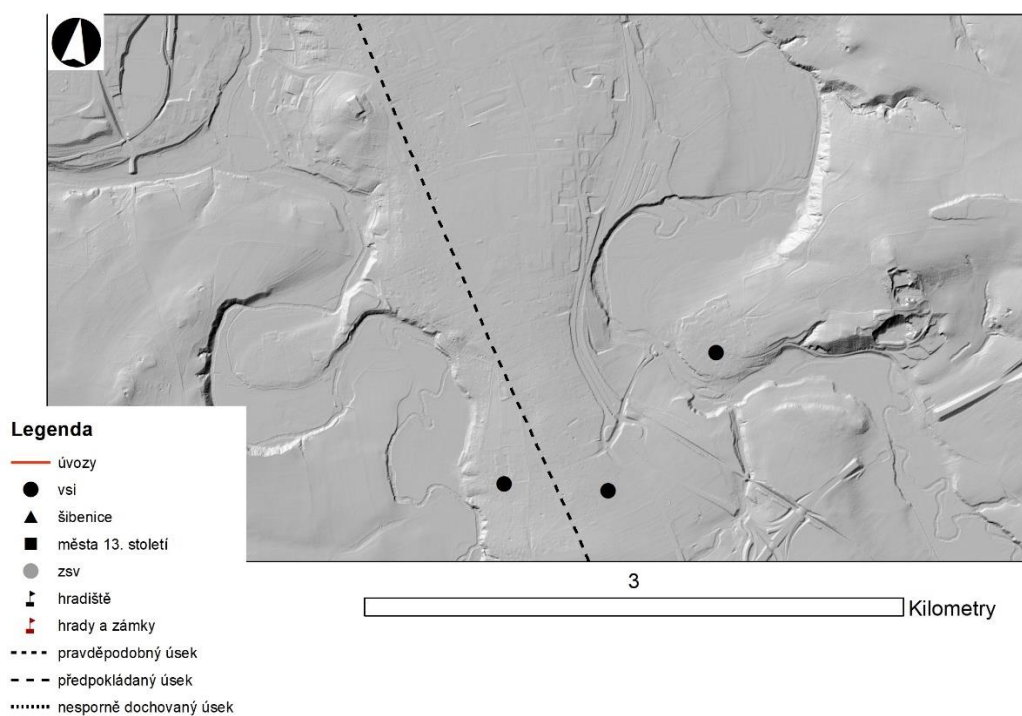 Legenda
úvozy
vsi
šibenice
města 13. století
zsv
hradiště
hrady a zámky
pravděpodobný úsek
předpokládaný úsek
nesporně dochovaný úsek
3
Kilometry